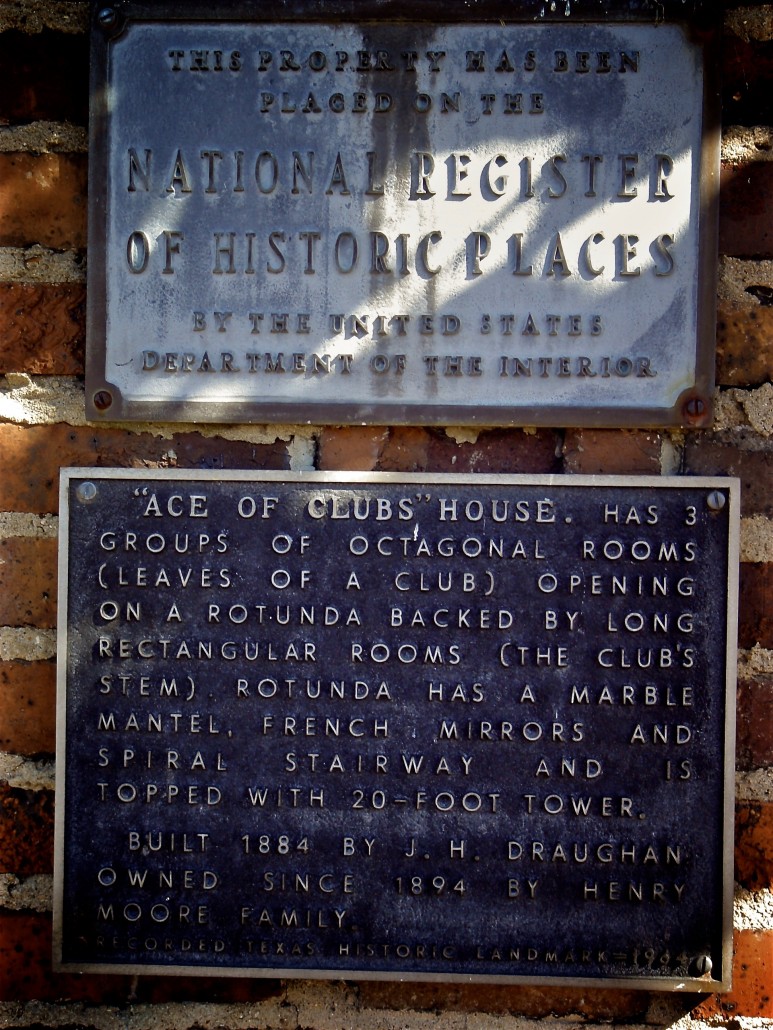 THIS PROPERTY HAS BEEN
PLACED ON THE
NATIONAL REGISTER
OF HISTORIC PLACES
BY THE UNITED STATES
DEPARTMENT OF THE INTERIOR
"ACE OF CLUBS" HOUSE. HAS 3
GROUPS OF OCTAGONAL ROOMS
(LEAVES OF A CLUB) OPENING
ON A ROTUNDA BACKED BY LONG
RECTANGULAR ROOMS (THE CLUB'S
STEM). ROTUNDA HAS A MARBLE
MANTEL, FRENCH MIRRORS AND
SPIRAL STAIRWAY AND IS
TOPPED WITH 20-FOOT TOWER.
BUILT 1884 BY J. H. DRAUGHAN
OWNED SINCE 1894 BY HENRY
MOORE FAMILY.
RECORDED TEXAS HISTORIC LANDMARK-1964